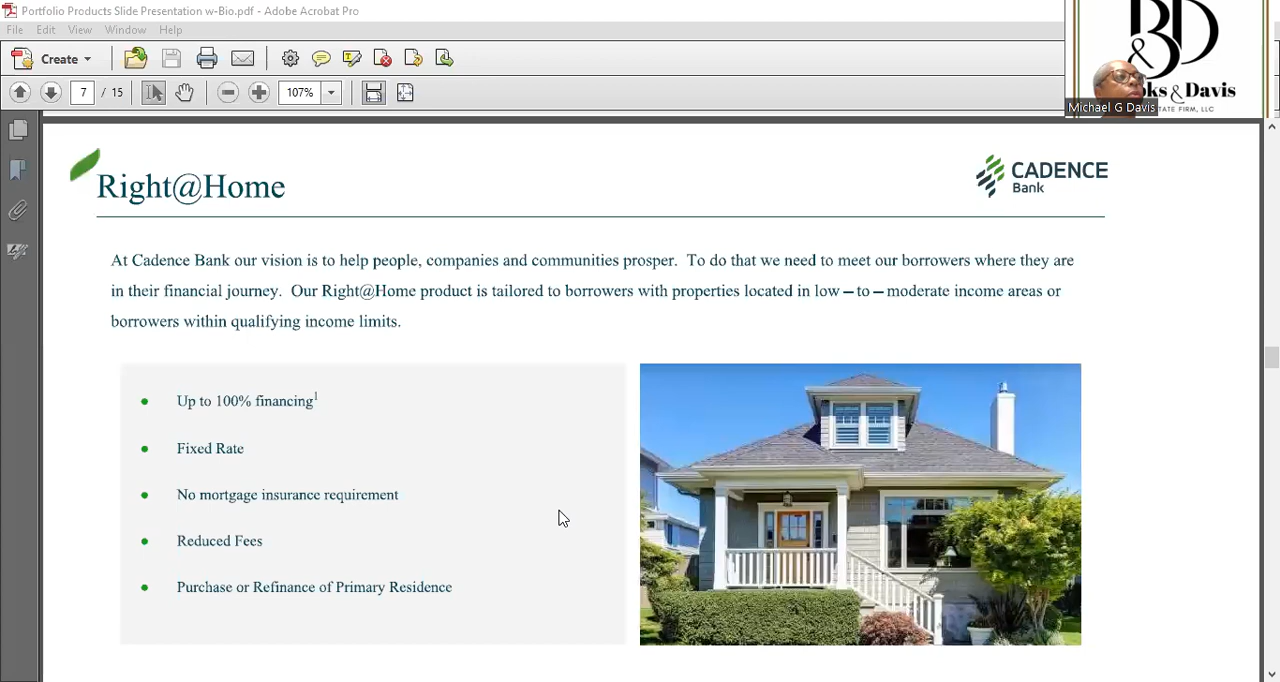 Portfolio Products Slide Presentation w-Bio.pdf - Adobe Acrobat Pro
File Edit View Window Help
Create
7 / 15
107%
B&D
oks & Davis
STATE FIRM, LLC
Michael G Davis
Right@Home
CADENCE
Bank
At Cadence Bank our vision is to help people, companies and communities prosper. To do that we need to meet our borrowers where they are
in their financial journey. Our Right@Home product is tailored to borrowers with properties located in low – to – moderate income areas or
borrowers within qualifying income limits.
Up to 100% financing1
Fixed Rate
No mortgage insurance requirement
Reduced Fees
Purchase or Refinance of Primary Residence